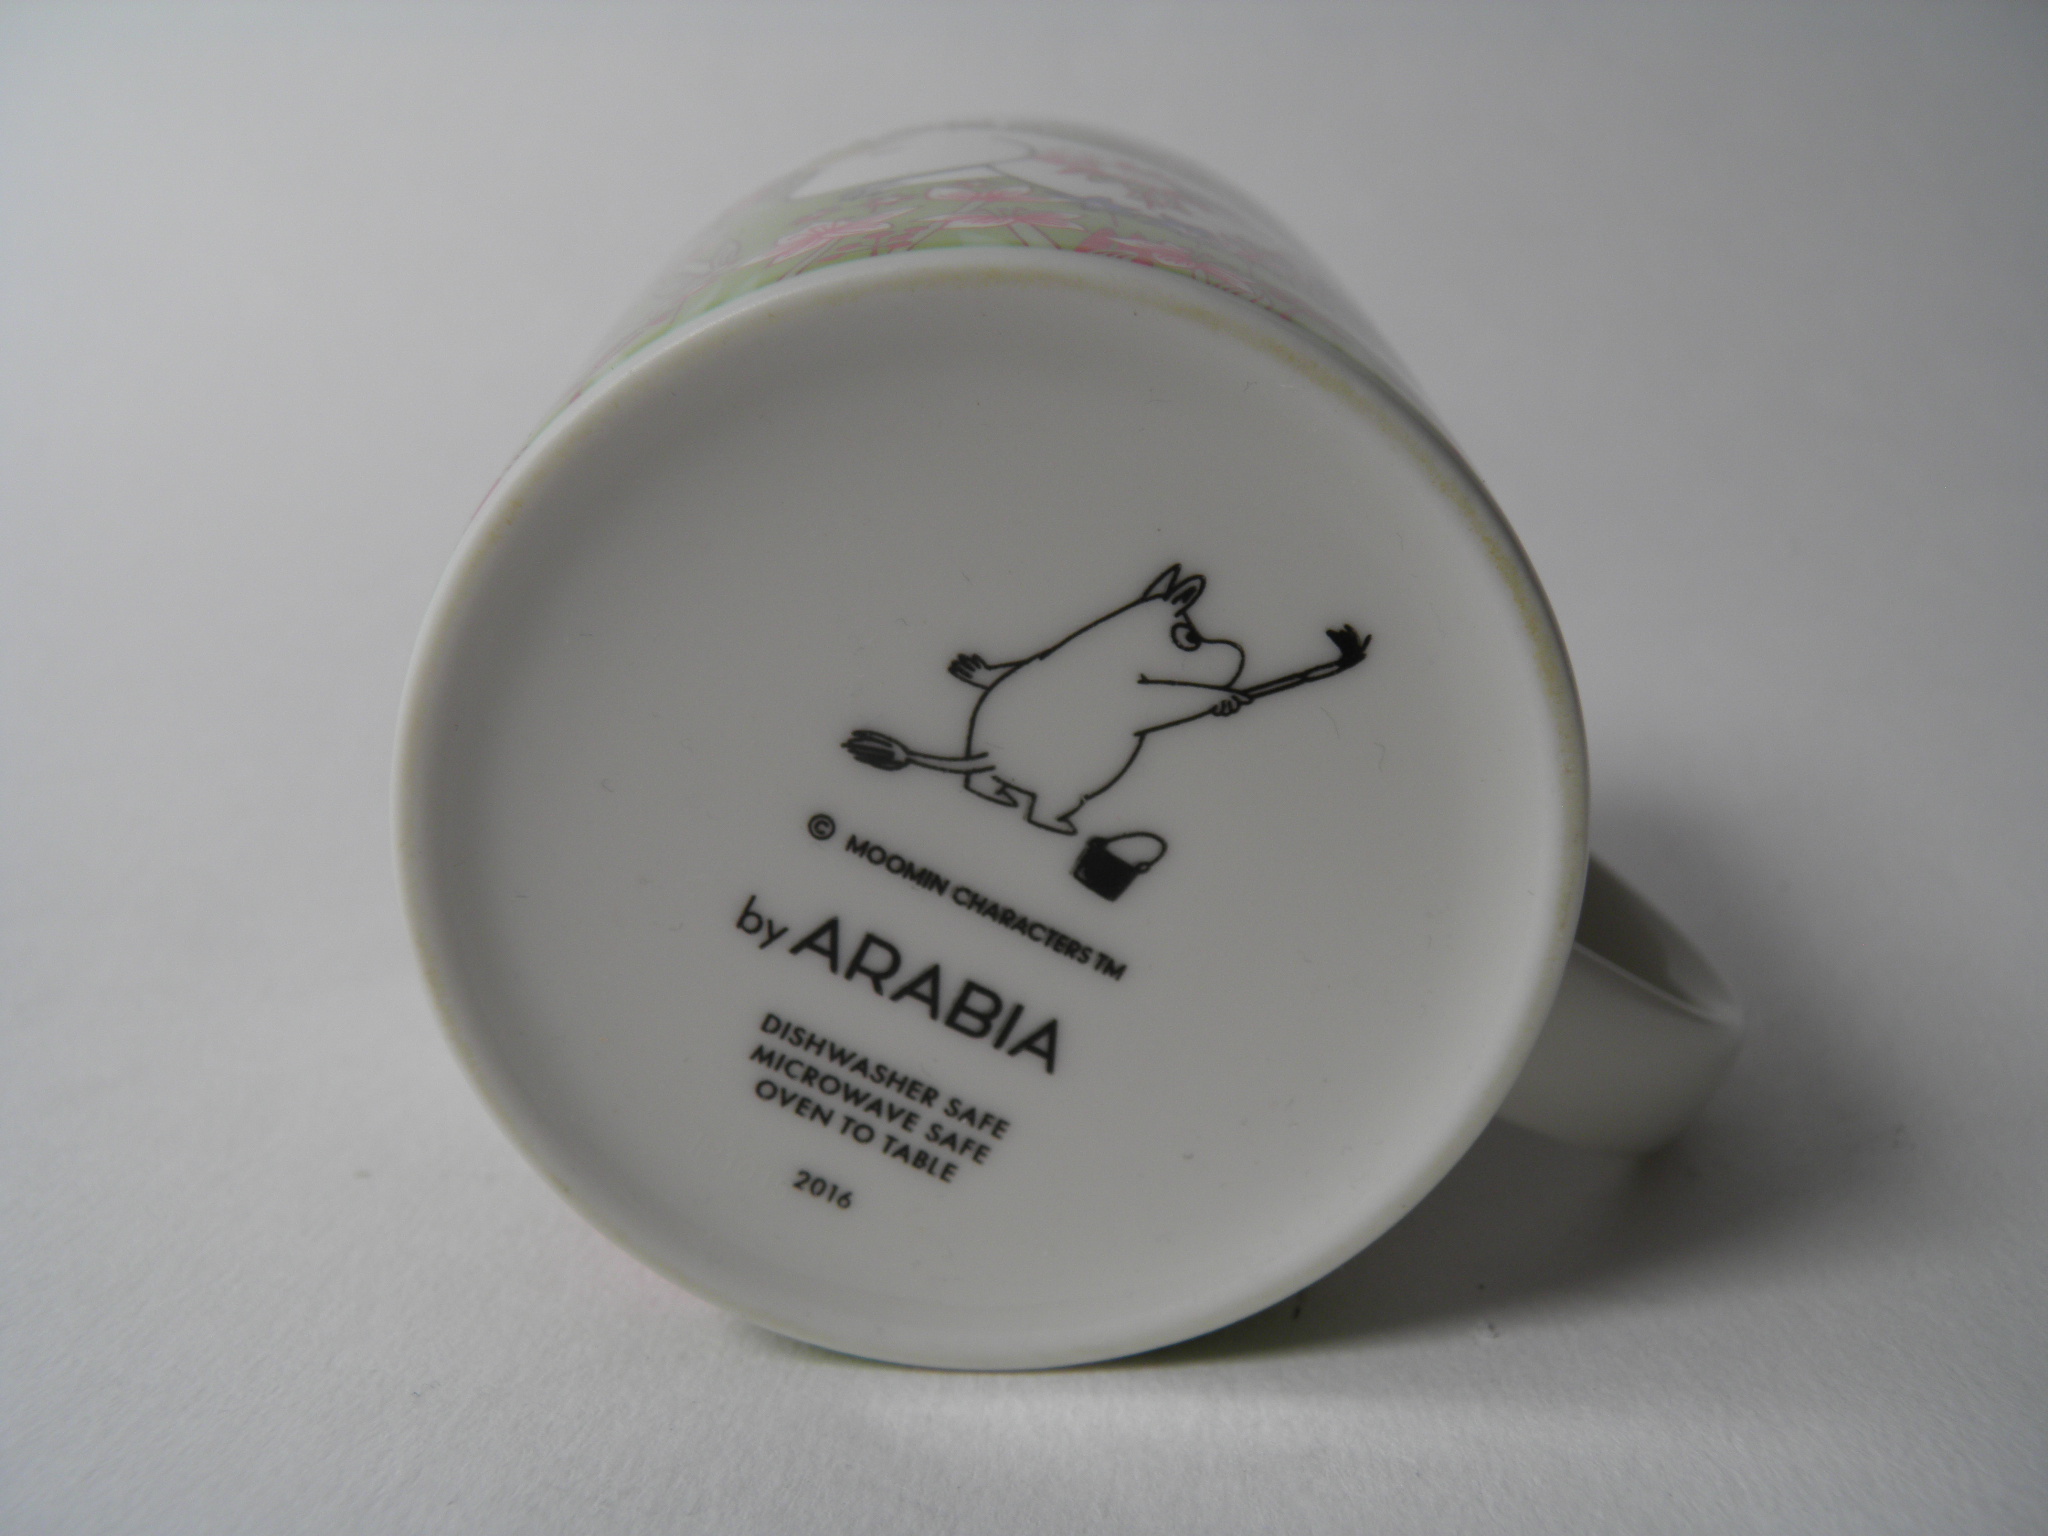 © MOOMIN CHARACTERS™
by ARABIA
DISHWASHER SAFE
MICROWAVE SAFE
OVEN TO TABLE
2016